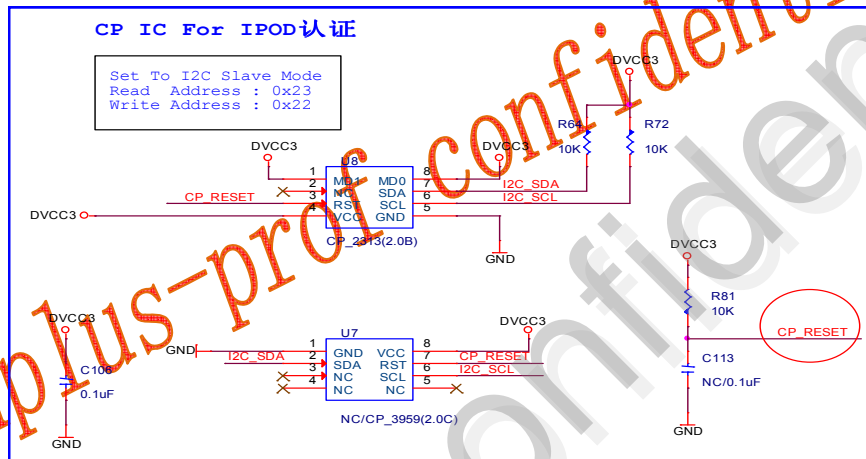 CP IC For IPOD认证
Set To I2C Slave Mode
Read Address : 0x23
Write Address : 0x22
DVCC3
R64
10K
R72
10K
DVCC3
DVCC3
U8
1
2
3
4
MD1
NC
RST
VCC
MD0
SDA
SCL
GND
8
7
6
5
CP_RESET
I2C_SDA
I2C_SCL
DVCC3
CP_2313(2.0B)
GND
DVCC3
R81
10K
CP_RESET
C113
NC/0.1uF
GND
DVCC3
C106
0.1uF
GND
GND
I2C_SDA
U7
1
2
3
4
GND
SDA
NC
NC
VCC
RST
SCL
NC
8
7
6
5
DVCC3
CP_RESET
I2C_SCL
NC/CP_3959(2.0C)
plus-prof confident
onfiden